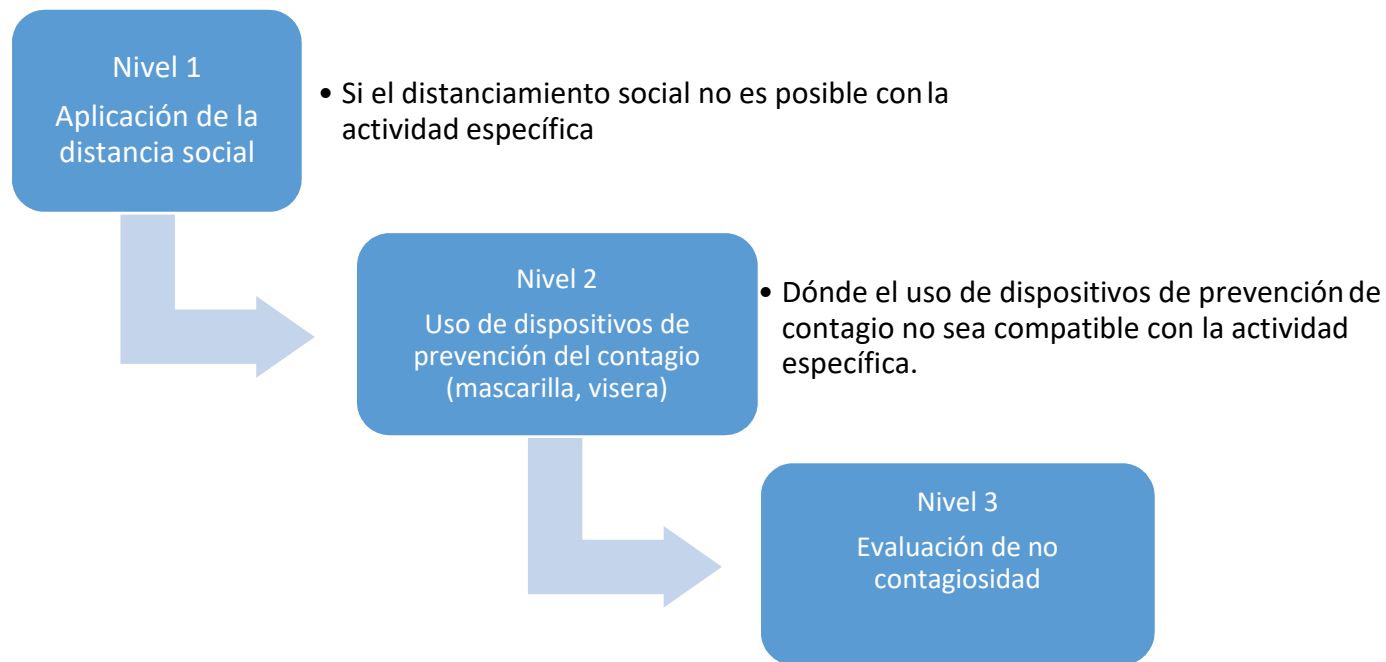 Nivel 1
Aplicación de la
distancia social
• Si el distanciamiento social no es posible con la
actividad específica
Nivel 2
Uso de dispositivos de
prevención del contagio
(mascarilla, visera)
• Dónde el uso de dispositivos de prevención de
contagio no sea compatible con la actividad
específica.
Nivel 3
Evaluación de no
contagiosidad